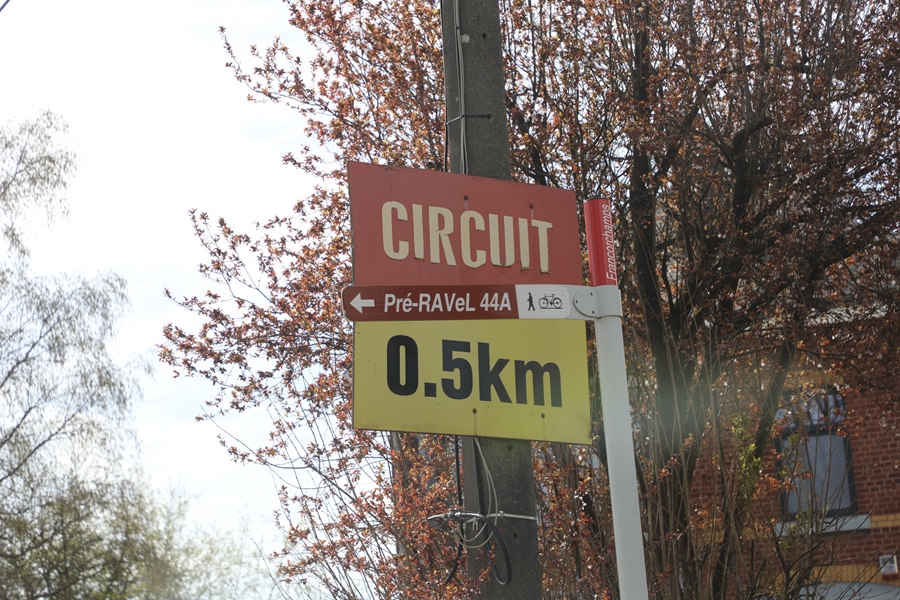 CIRCUIT
Francorchamps
Pré-RAVeL 44A
0.5km